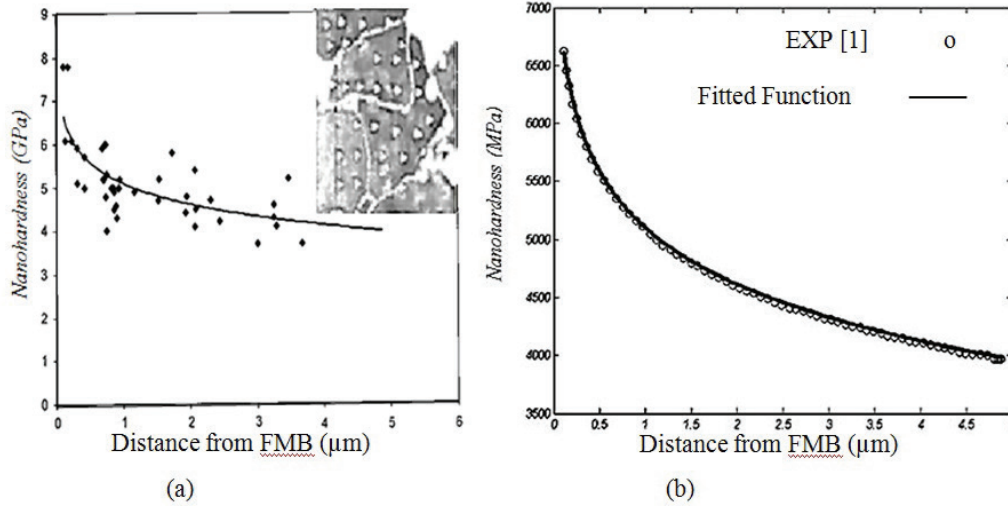 9
8
7
6
5
4
3
2
1
0
Nanohardness (GPa)
0 1 2 3 4 5 6
Distance from FMB (µm)
(a)
7000
6500
6000
5500
5000
4500
4000
3500
Nanohardness (MPa)
EXP [1] o
Fitted Function
0 0.5 1 1.5 2 2.5 3 3.5 4 4.5
Distance from FMB (µm)
(b)